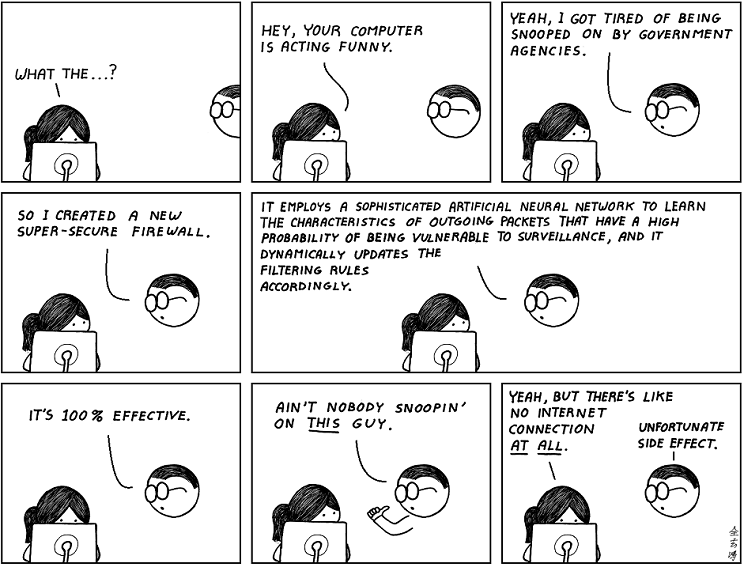 WHAT THE...?
HEY, YOUR COMPUTER
IS ACTING FUNNY.
YEAH, I GOT TIRED OF BEING
SNOOPED ON BY GOVERNMENT
AGENCIES.
SO I CREATED A NEW
SUPER-SECURE FIREWALL.
IT EMPLOYS A SOPHISTICATED ARTIFICIAL NEURAL NETWORK TO LEARN
THE CHARACTERISTICS OF OUTGOING PACKETS THAT HAVE A HIGH
PROBABILITY OF BEING VULNERABLE TO SURVEILLANCE, AND IT
DYNAMICALLY UPDATES THE
FILTERING RULES
ACCORDINGLY.
IT'S 100% EFFECTIVE.
AIN'T NOBODY SNOOPIN'
ON THIS GUY.
YEAH, BUT THERE'S LIKE
NO INTERNET
CONNECTION
AT ALL.
UNFORTUNATE
SIDE EFFECT.